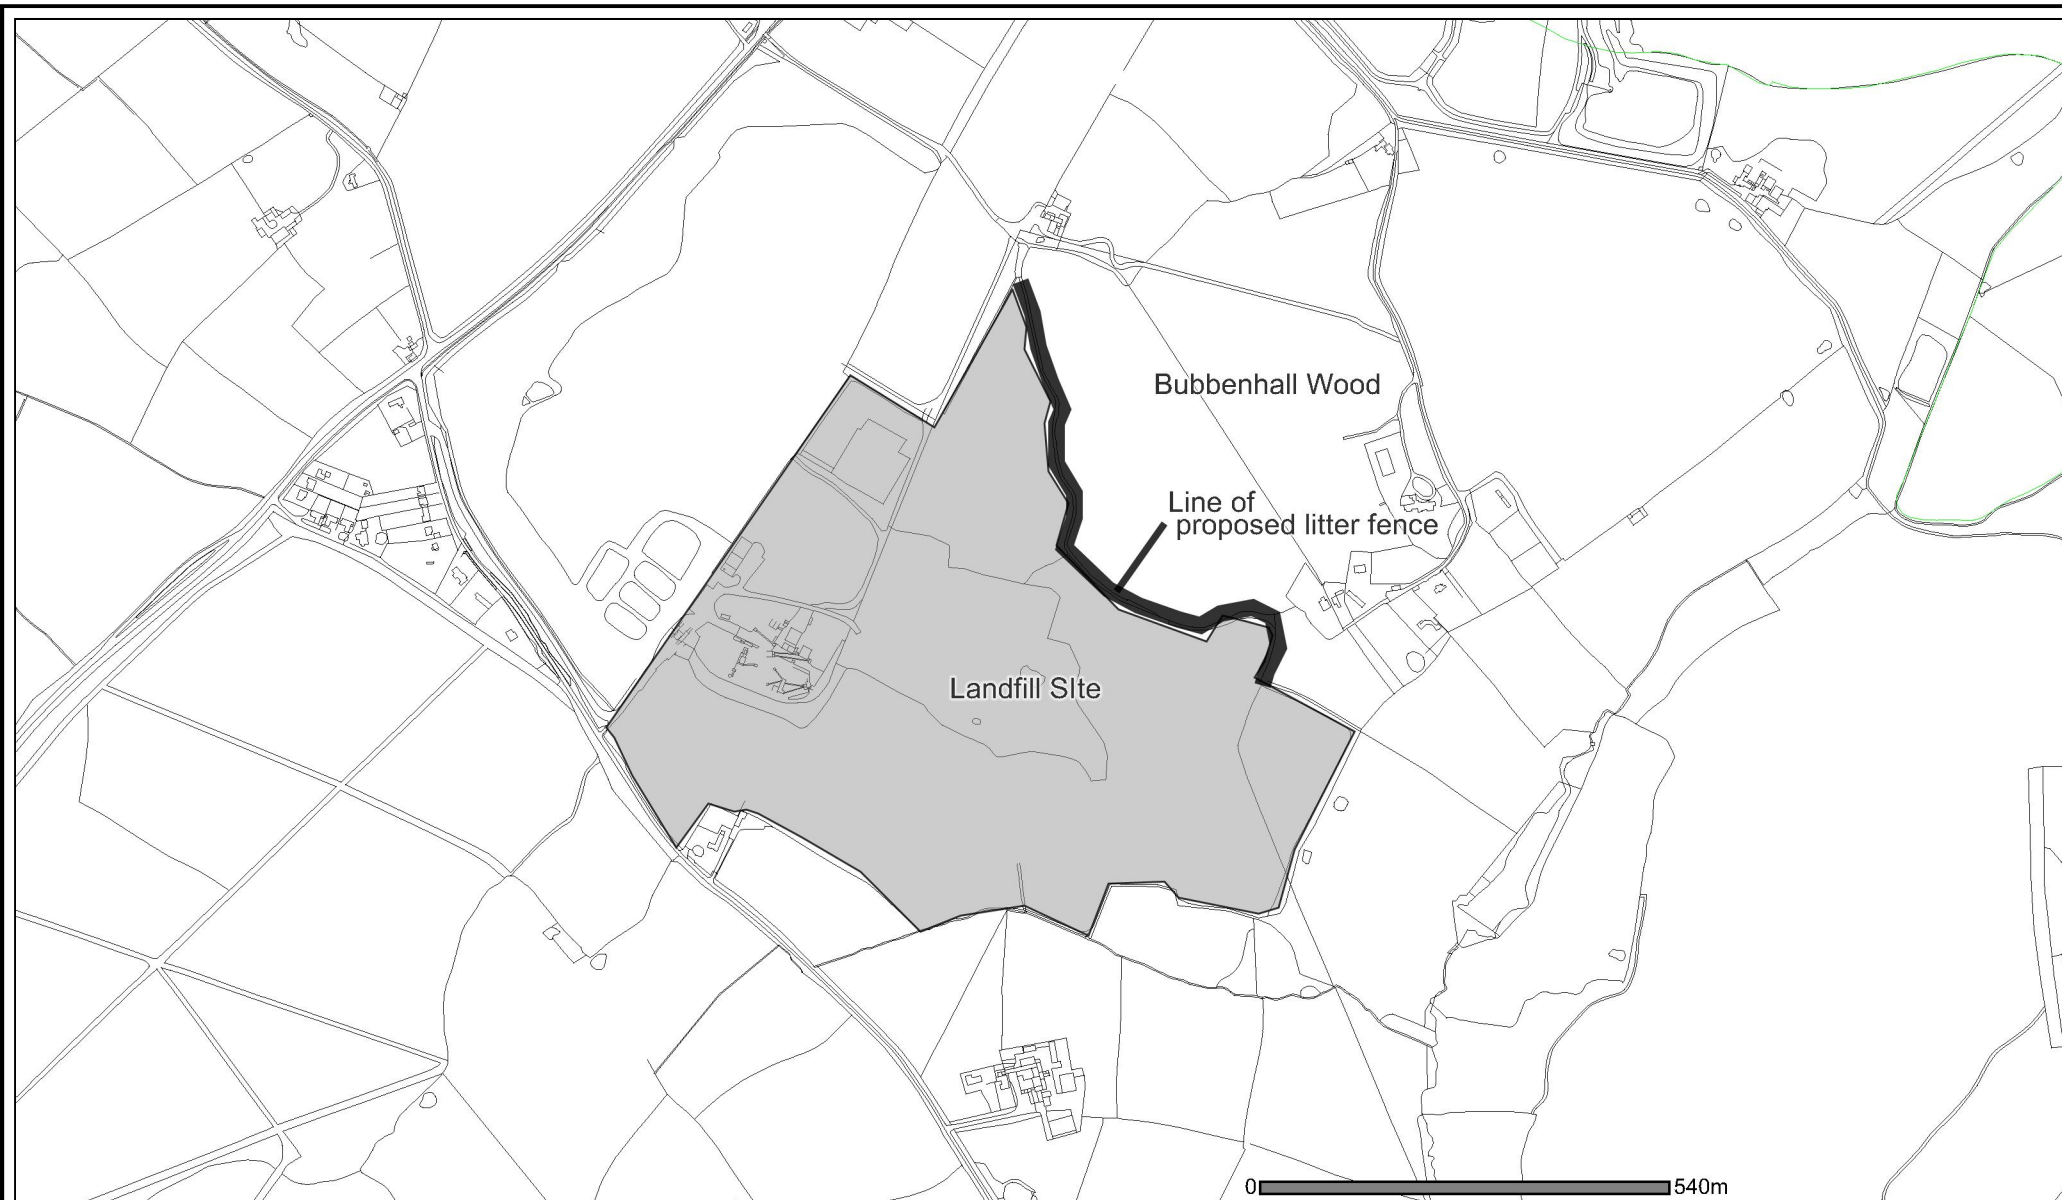 Bubbenhall Wood
Line of
proposed litter fence
Landfill SIte
0 540m